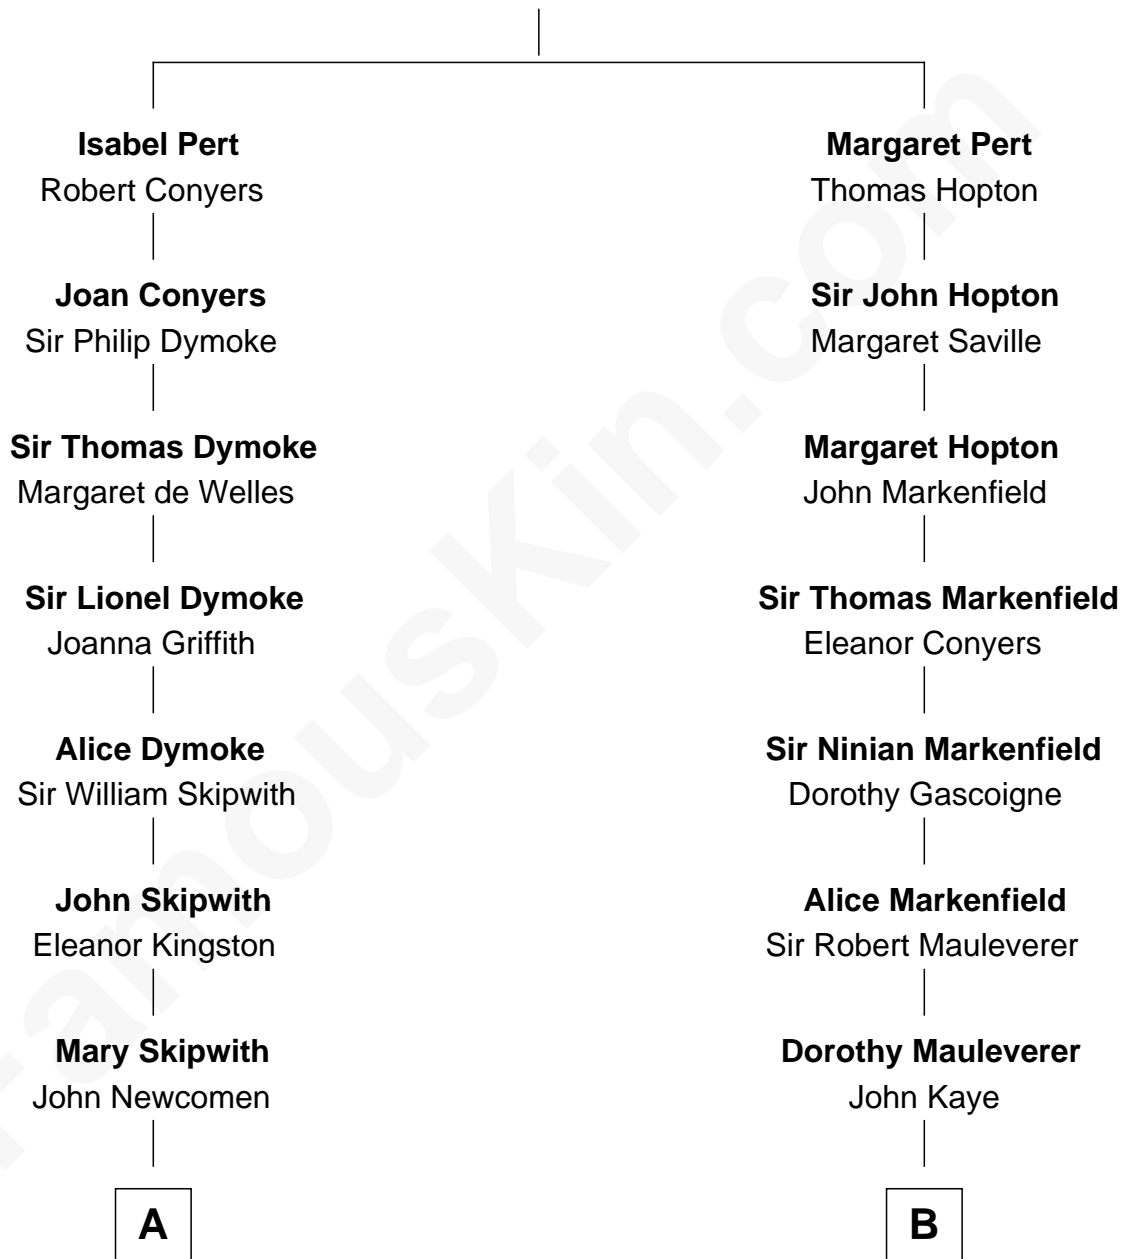 Isabel Pert
Robert Conyers
Joan Conyers
Sir Philip Dymoke
Sir Thomas Dymoke
Margaret de Welles
Sir Lionel Dymoke
Joanna Griffith
Alice Dymoke
Sir William Skipwith
John Skipwith
Eleanor Kingston
Mary Skipwith
John Newcomen
A
Margaret Pert
Thomas Hopton
Sir John Hopton
Margaret Saville
Margaret Hopton
John Markenfield
Sir Thomas Markenfield
Eleanor Conyers
Sir Ninian Markenfield
Dorothy Gascoigne
Alice Markenfield
Sir Robert Mauleverer
Dorothy Mauleverer
John Kaye
B
FamousKin.com